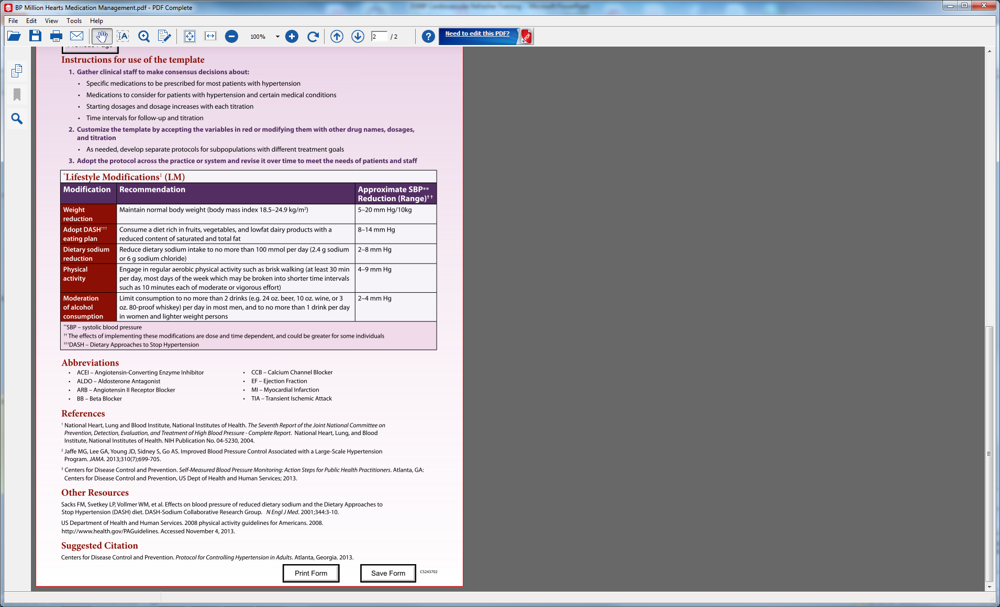 BP Million Hearts Medication Management.pdf - PDF Complete
File Edit View Tools Help
100% 2 / 2 Need to edit this PDF?
Instructions for use of the template
1. Gather clinical staff to make consensus decisions about:
• Specific medications to be prescribed for most patients with hypertension
• Medications to consider for patients with hypertension and certain medical conditions
• Starting dosages and dosage increases with each titration
• Time intervals for follow-up and titration
2. Customize the template by accepting the variables in red or modifying them with other drug names, dosages,
and titration
• As needed, develop separate protocols for subpopulations with different treatment goals
3. Adopt the protocol across the practice or system and revise it over time to meet the needs of patients and staff
*Lifestyle Modifications¹ (LM)
Modification Recommendation Approximate SBP**
Reduction (Range)††
Weight
reduction
Maintain normal body weight (body mass index 18.5–24.9 kg/m²)
5–20 mm Hg/10kg
Adopt DASH†††
eating plan
Consume a diet rich in fruits, vegetables, and lowfat dairy products with a
reduced content of saturated and total fat
8–14 mm Hg
Dietary sodium
reduction
Reduce dietary sodium intake to no more than 100 mmol per day (2.4 g sodium
or 6 g sodium chloride)
2–8 mm Hg
Physical
activity
Engage in regular aerobic physical activity such as brisk walking (at least 30 min
per day, most days of the week which may be broken into shorter time intervals
such as 10 minutes each of moderate or vigorous effort)
4–9 mm Hg
Moderation
of alcohol
consumption
Limit consumption to no more than 2 drinks (e.g. 24 oz. beer, 10 oz. wine, or 3
oz. 80-proof whiskey) per day in most men, and to no more than 1 drink per day
in women and lighter weight persons
2–4 mm Hg
**SBP – systolic blood pressure
†† The effects of implementing these modifications are dose and time dependent, and could be greater for some individuals
†††DASH – Dietary Approaches to Stop Hypertension
Abbreviations
• ACEI – Angiotensin-Converting Enzyme Inhibitor
• ALDO – Aldosterone Antagonist
• ARB – Angiotensin II Receptor Blocker
• BB – Beta Blocker
• CCB – Calcium Channel Blocker
• EF – Ejection Fraction
• MI – Myocardial Infarction
• TIA – Transient Ischemic Attack
References
¹ National Heart, Lung and Blood Institute, National Institutes of Health. The Seventh Report of the Joint National Committee on
Prevention, Detection, Evaluation, and Treatment of High Blood Pressure - Complete Report. National Heart, Lung, and Blood
Institute, National Institutes of Health. NIH Publication No. 04-5230, 2004.
² Jaffe MG, Lee GA, Young JD, Sidney S, Go AS. Improved Blood Pressure Control Associated with a Large-Scale Hypertension
Program. JAMA. 2013;310(7);699-705.
³ Centers for Disease Control and Prevention. Self-Measured Blood Pressure Monitoring: Action Steps for Public Health Practitioners. Atlanta, GA:
Centers for Disease Control and Prevention, US Dept of Health and Human Services; 2013.
Other Resources
Sacks FM, Svetkey LP, Vollmer WM, et al. Effects on blood pressure of reduced dietary sodium and the Dietary Approaches to
Stop Hypertension (DASH) diet. DASH-Sodium Collaborative Research Group. N Engl J Med. 2001;344:3-10.
US Department of Health and Human Services. 2008 physical activity guidelines for Americans. 2008.
http://www.health.gov/PAGuidelines. Accessed November 4, 2013.
Suggested Citation
Centers for Disease Control and Prevention. Protocol for Controlling Hypertension in Adults. Atlanta, Georgia. 2013.
Print Form Save Form CS243702